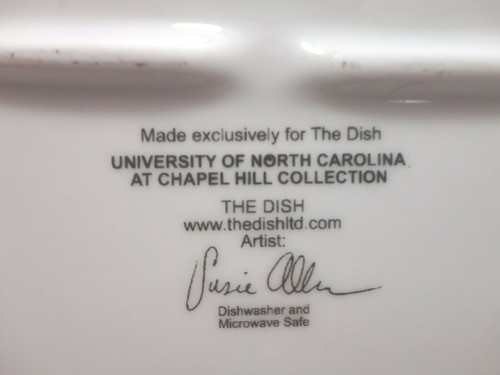 Made exclusively for The Dish
UNIVERSITY OF NORTH CAROLINA
AT CHAPEL HILL COLLECTION
THE DISH
www.thedishltd.com
Artist:
Susie Allen
Dishwasher and
Microwave Safe